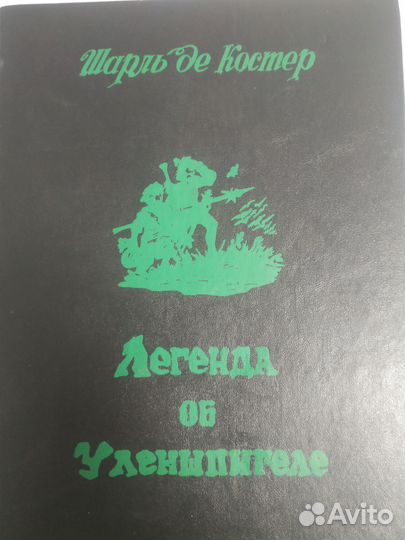 Шарль де Костер
Легенда
об
Уленшпигеле
Avito